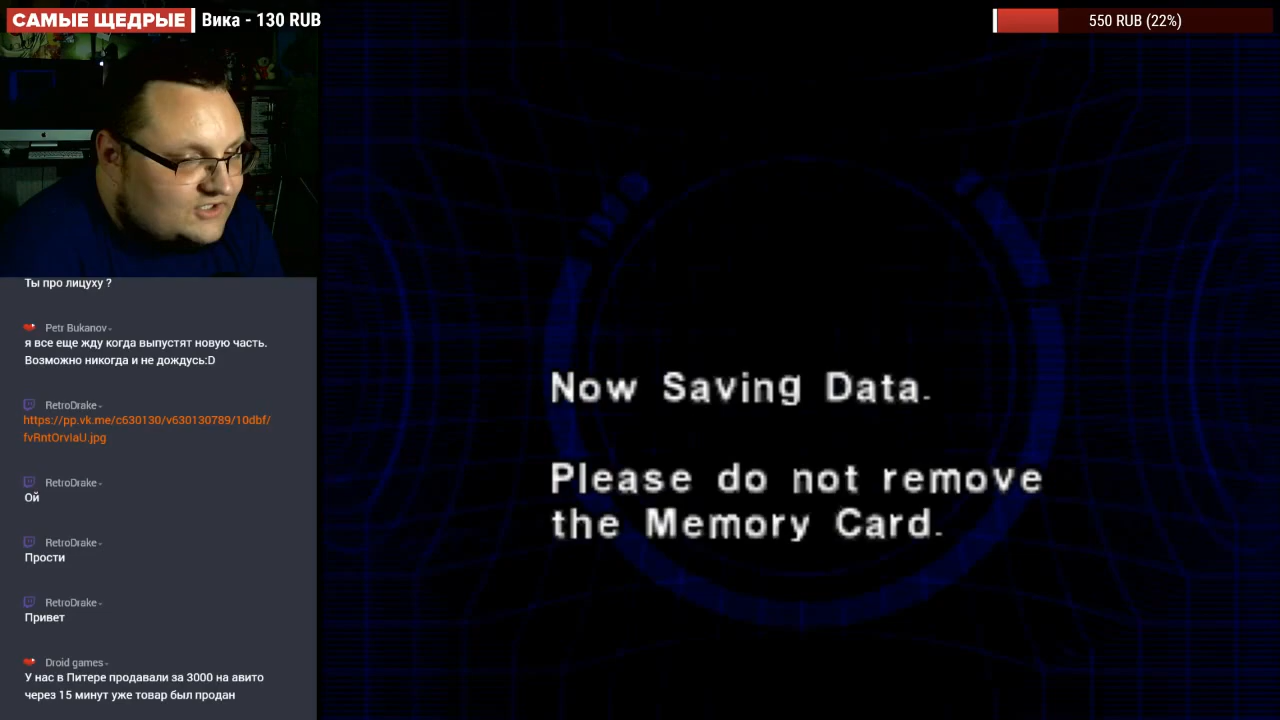 САМЫЕ ЩЕДРЫЕ Вика - 130 RUB
550 RUB (22%)
Ты про лицуху ?
Petr Bukanov
я все еще жду когда выпустят новую часть.
Возможно никогда и не дождусь:D
RetroDrake
https://pp.vk.me/c630130/v630130789/10dbf/
fvRntOrvIaU.jpg
RetroDrake
Ой
RetroDrake
Прости
RetroDrake
Привет
Droid games
У нас в Питере продавали за 3000 на авито
через 15 минут уже товар был продан
Now Saving Data.
Please do not remove
the Memory Card.